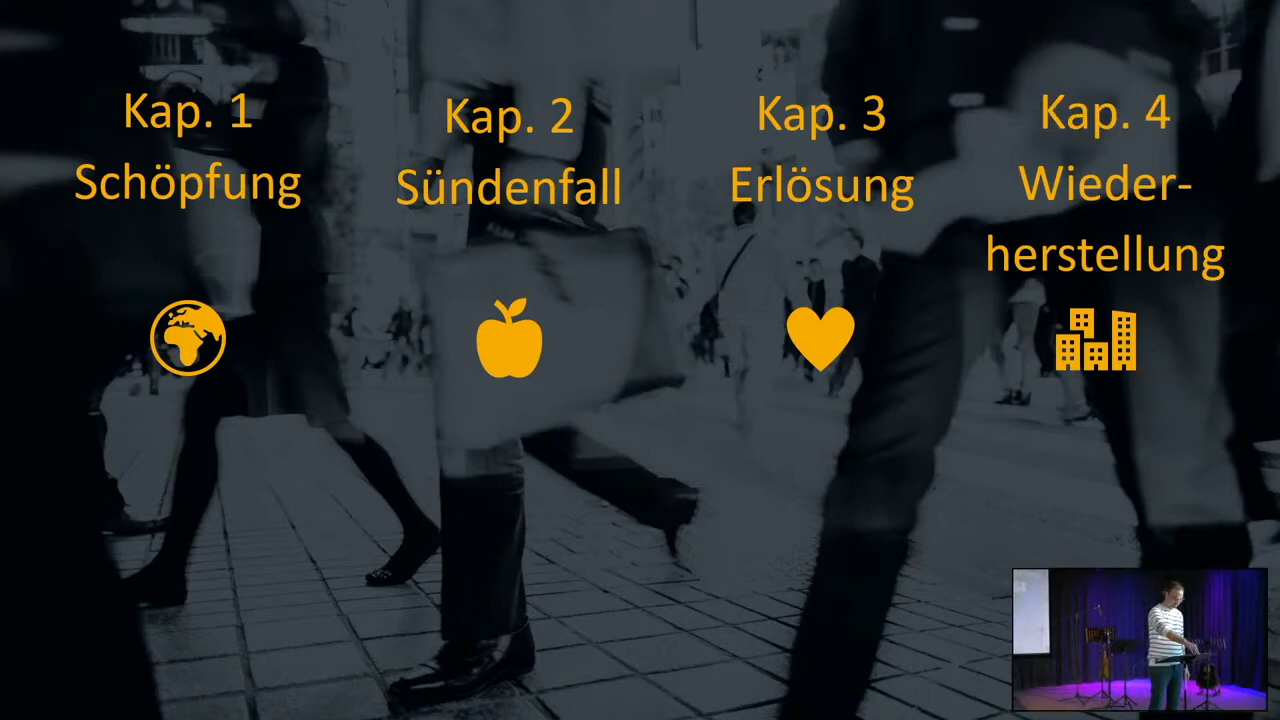 Kap. 1
Schöpfung
Kap. 2
Sündenfall
Kap. 3
Erlösung
Kap. 4
Wieder-
herstellung